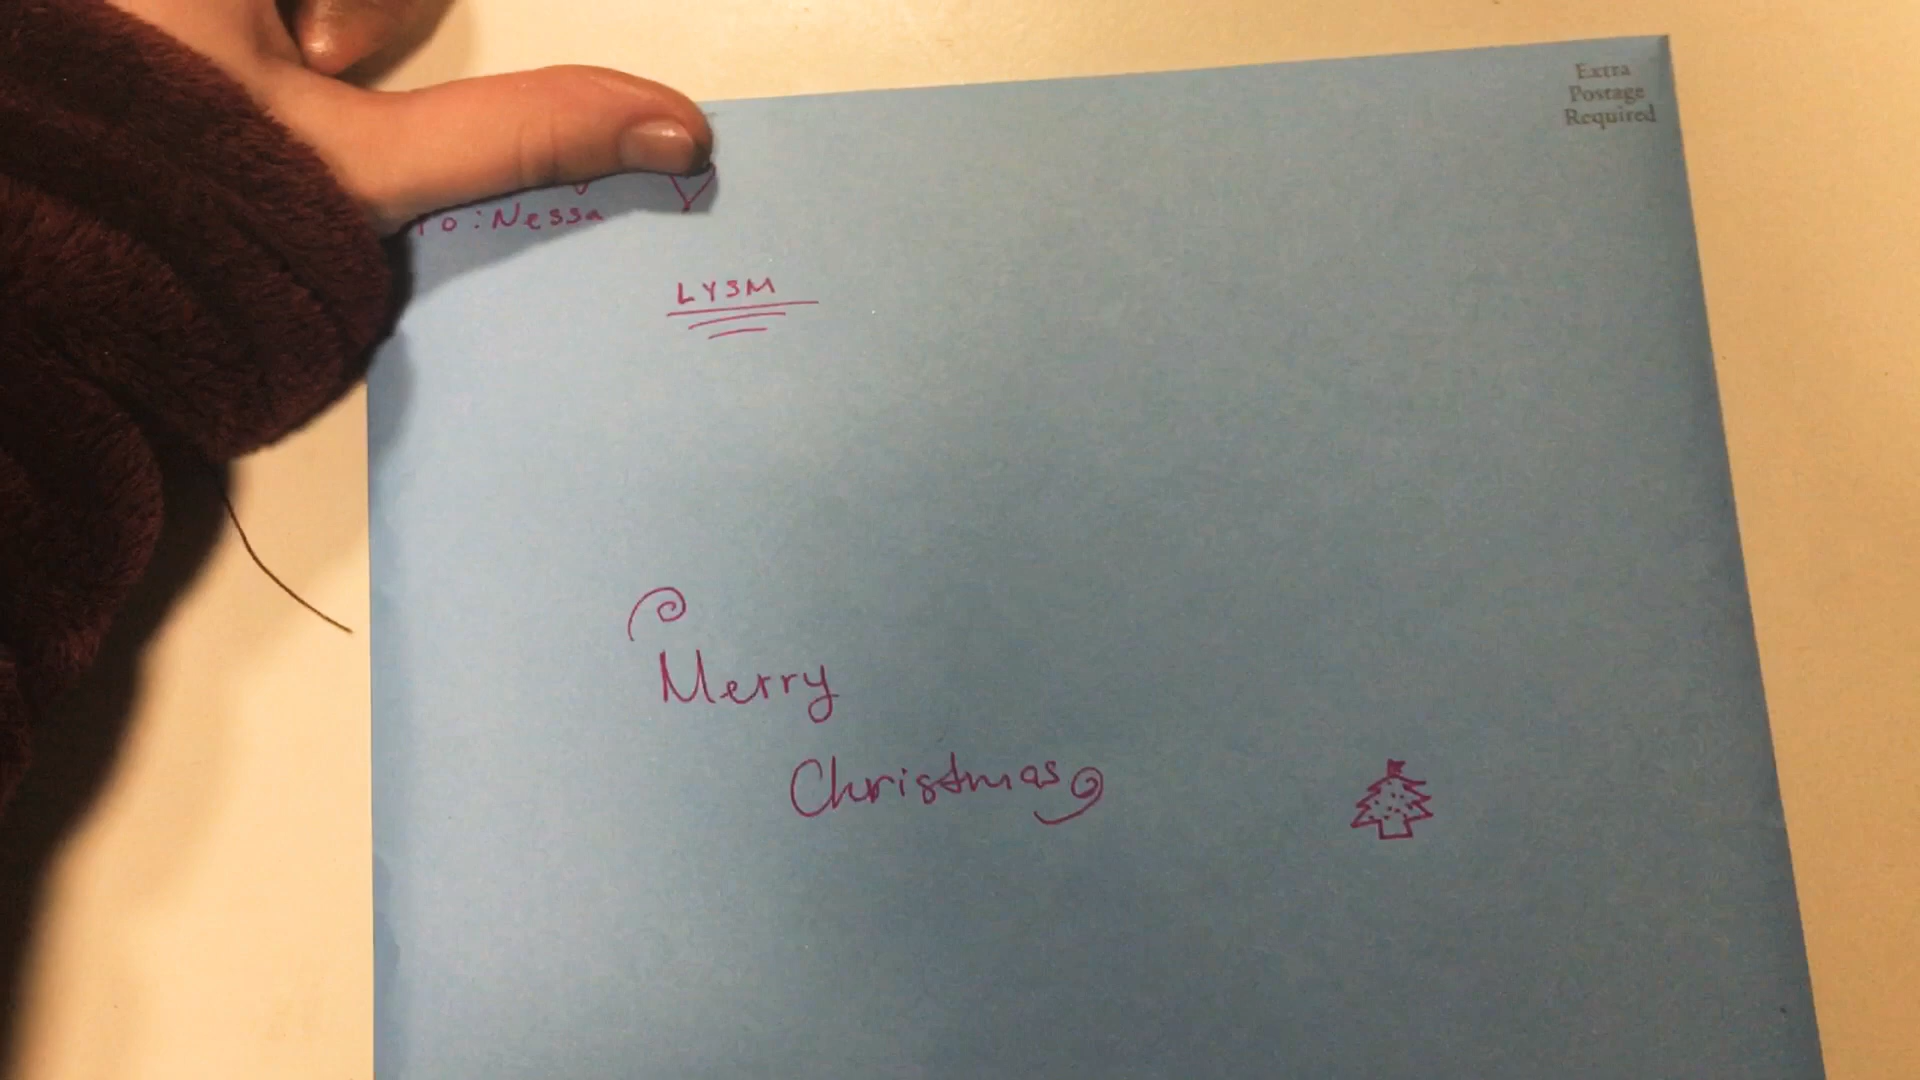 Extra
Postage
Required
To: Nessa
LYSM
Merry
Christmas